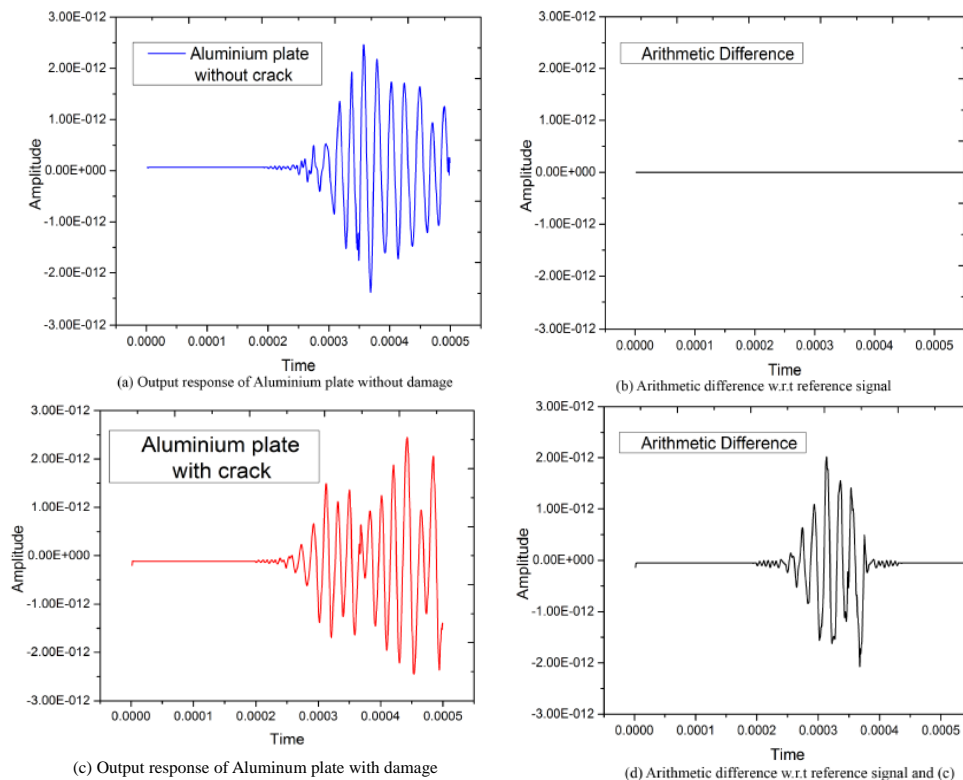 3.00E-012
2.00E-012
1.00E-012
0.00E+000
-1.00E-012
-2.00E-012
-3.00E-012
Amplitude
Aluminium plate
without crack
0.0000 0.0001 0.0002 0.0003 0.0004 0.0005
Time
(a) Output response of Aluminium plate without damage
3.00E-012
2.00E-012
1.00E-012
0.00E+000
-1.00E-012
-2.00E-012
-3.00E-012
Amplitude
Arithmetic Difference
0.0000 0.0001 0.0002 0.0003 0.0004 0.0005
Time
(b) Arithmetic difference w.r.t reference signal
3.00E-012
2.00E-012
1.00E-012
0.00E+000
-1.00E-012
-2.00E-012
-3.00E-012
Amplitude
Aluminium plate
with crack
0.0000 0.0001 0.0002 0.0003 0.0004 0.0005
Time
(c) Output response of Aluminum plate with damage
3.00E-012
2.00E-012
1.00E-012
0.00E+000
-1.00E-012
-2.00E-012
-3.00E-012
Amplitude
Arithmetic Difference
0.0000 0.0001 0.0002 0.0003 0.0004 0.0005
Time
(d) Arithmetic difference w.r.t reference signal and (c)